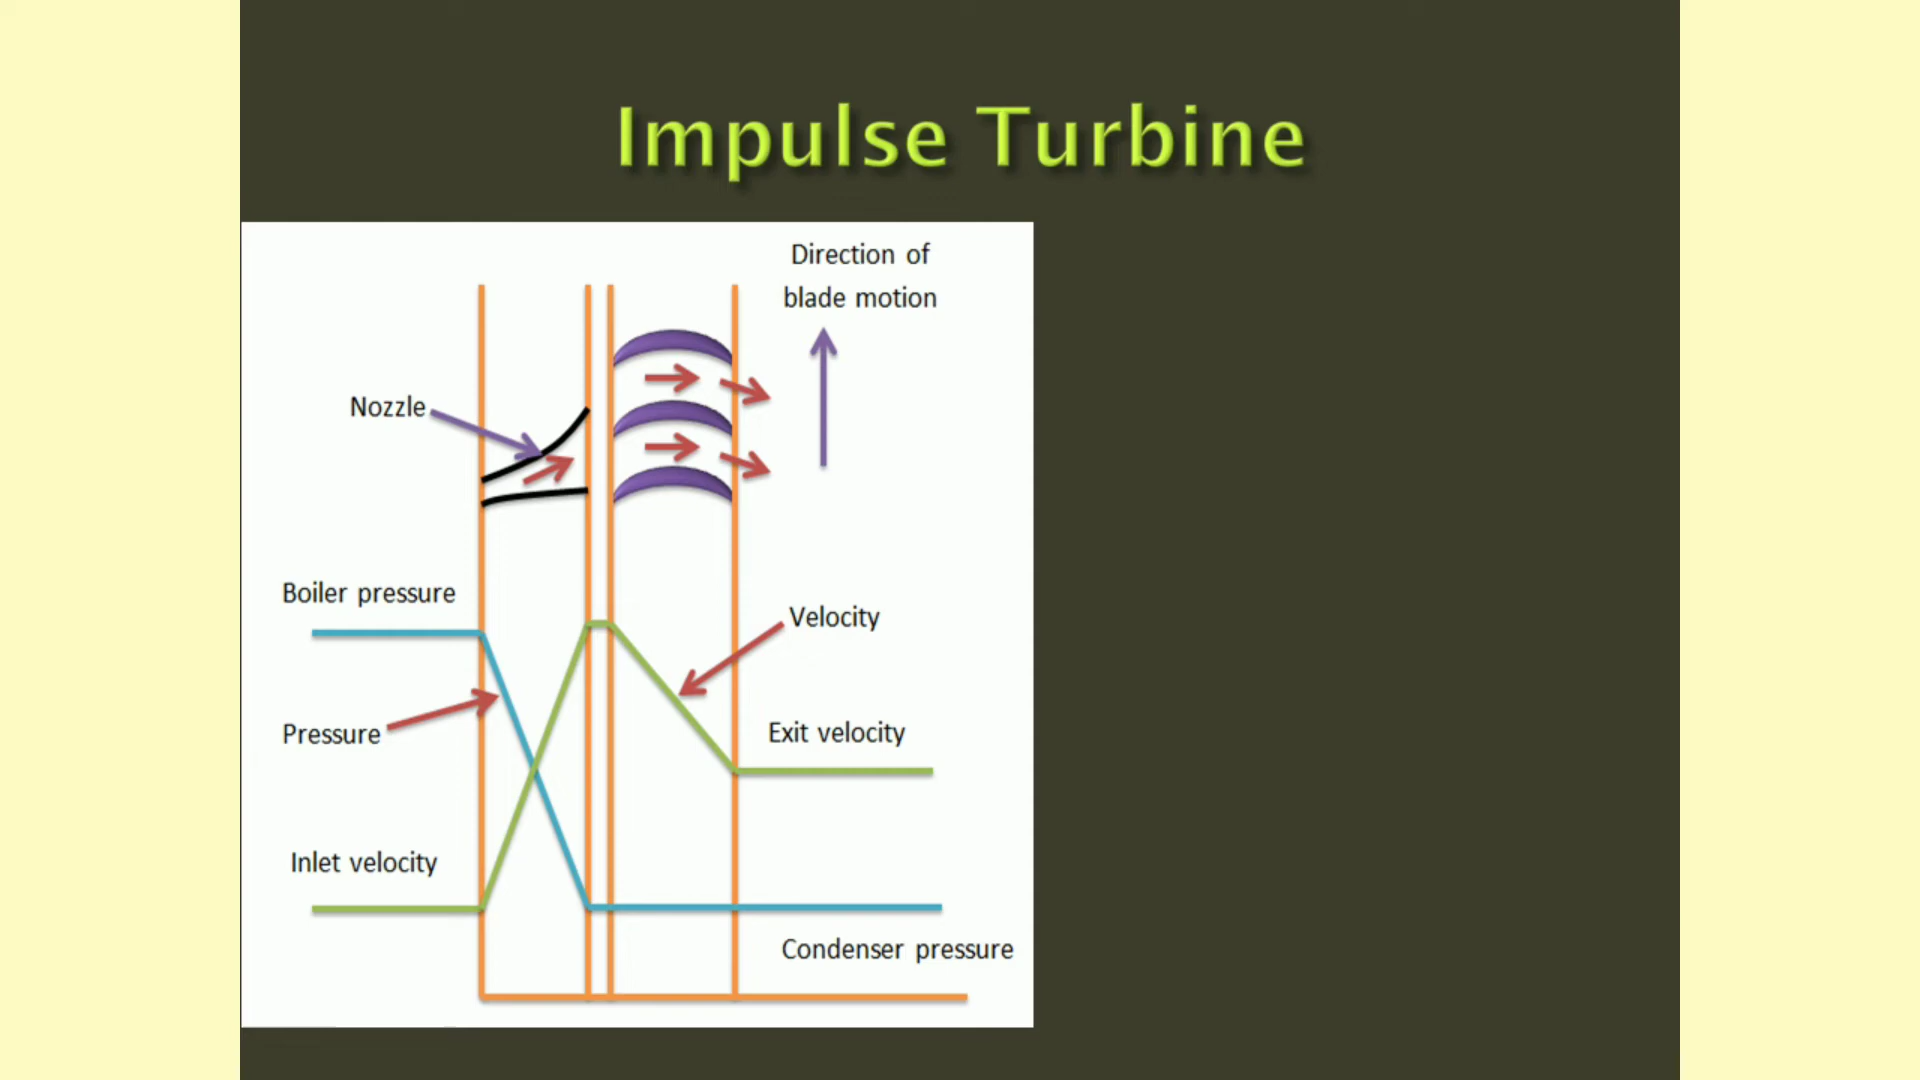 Impulse Turbine
Direction of
blade motion
Nozzle
Boiler pressure
Velocity
Pressure
Exit velocity
Inlet velocity
Condenser pressure